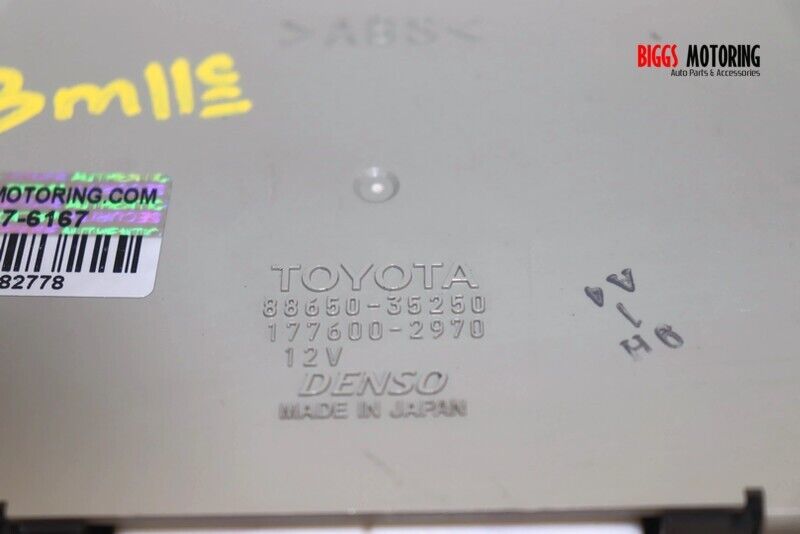 >ABS<
BIGGS MOTORING
Auto Parts & Accessories
MOTORING.COM
7-6167
82778
TOYOTA
88650-35250
177600-2970
12V
DENSO
MADE IN JAPAN